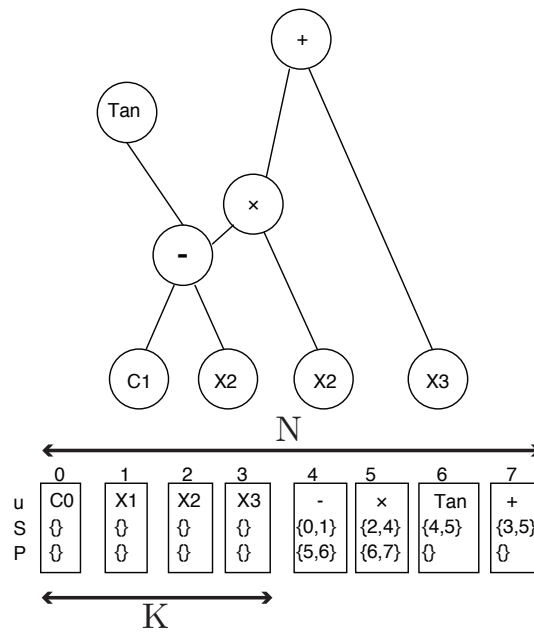 +
Tan
×
-
C1 X2 X2 X3
N
0 1 2 3 4 5 6 7
u C0 X1 X2 X3 - × Tan +
S {} {} {} {} {0,1} {2,4} {4,5} {3,5}
P {} {} {} {} {5,6} {6,7} {} {}
K